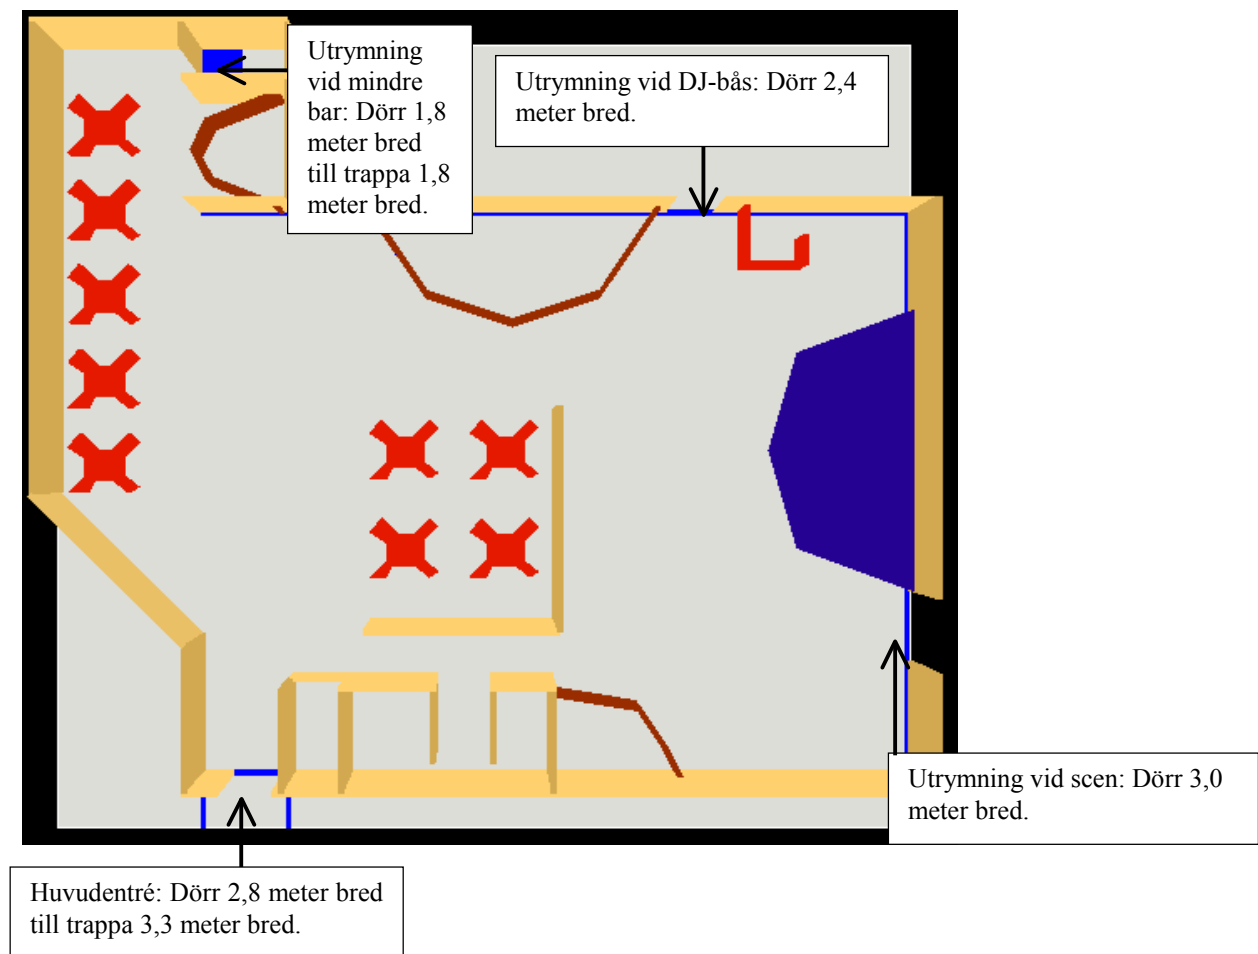 Utrymning
vid mindre
bar: Dörr 1,8
meter bred
till trappa 1,8
meter bred.
Utrymning vid DJ-bås: Dörr 2,4
meter bred.
Utrymning vid scen: Dörr 3,0
meter bred.
Huvudentré: Dörr 2,8 meter bred
till trappa 3,3 meter bred.